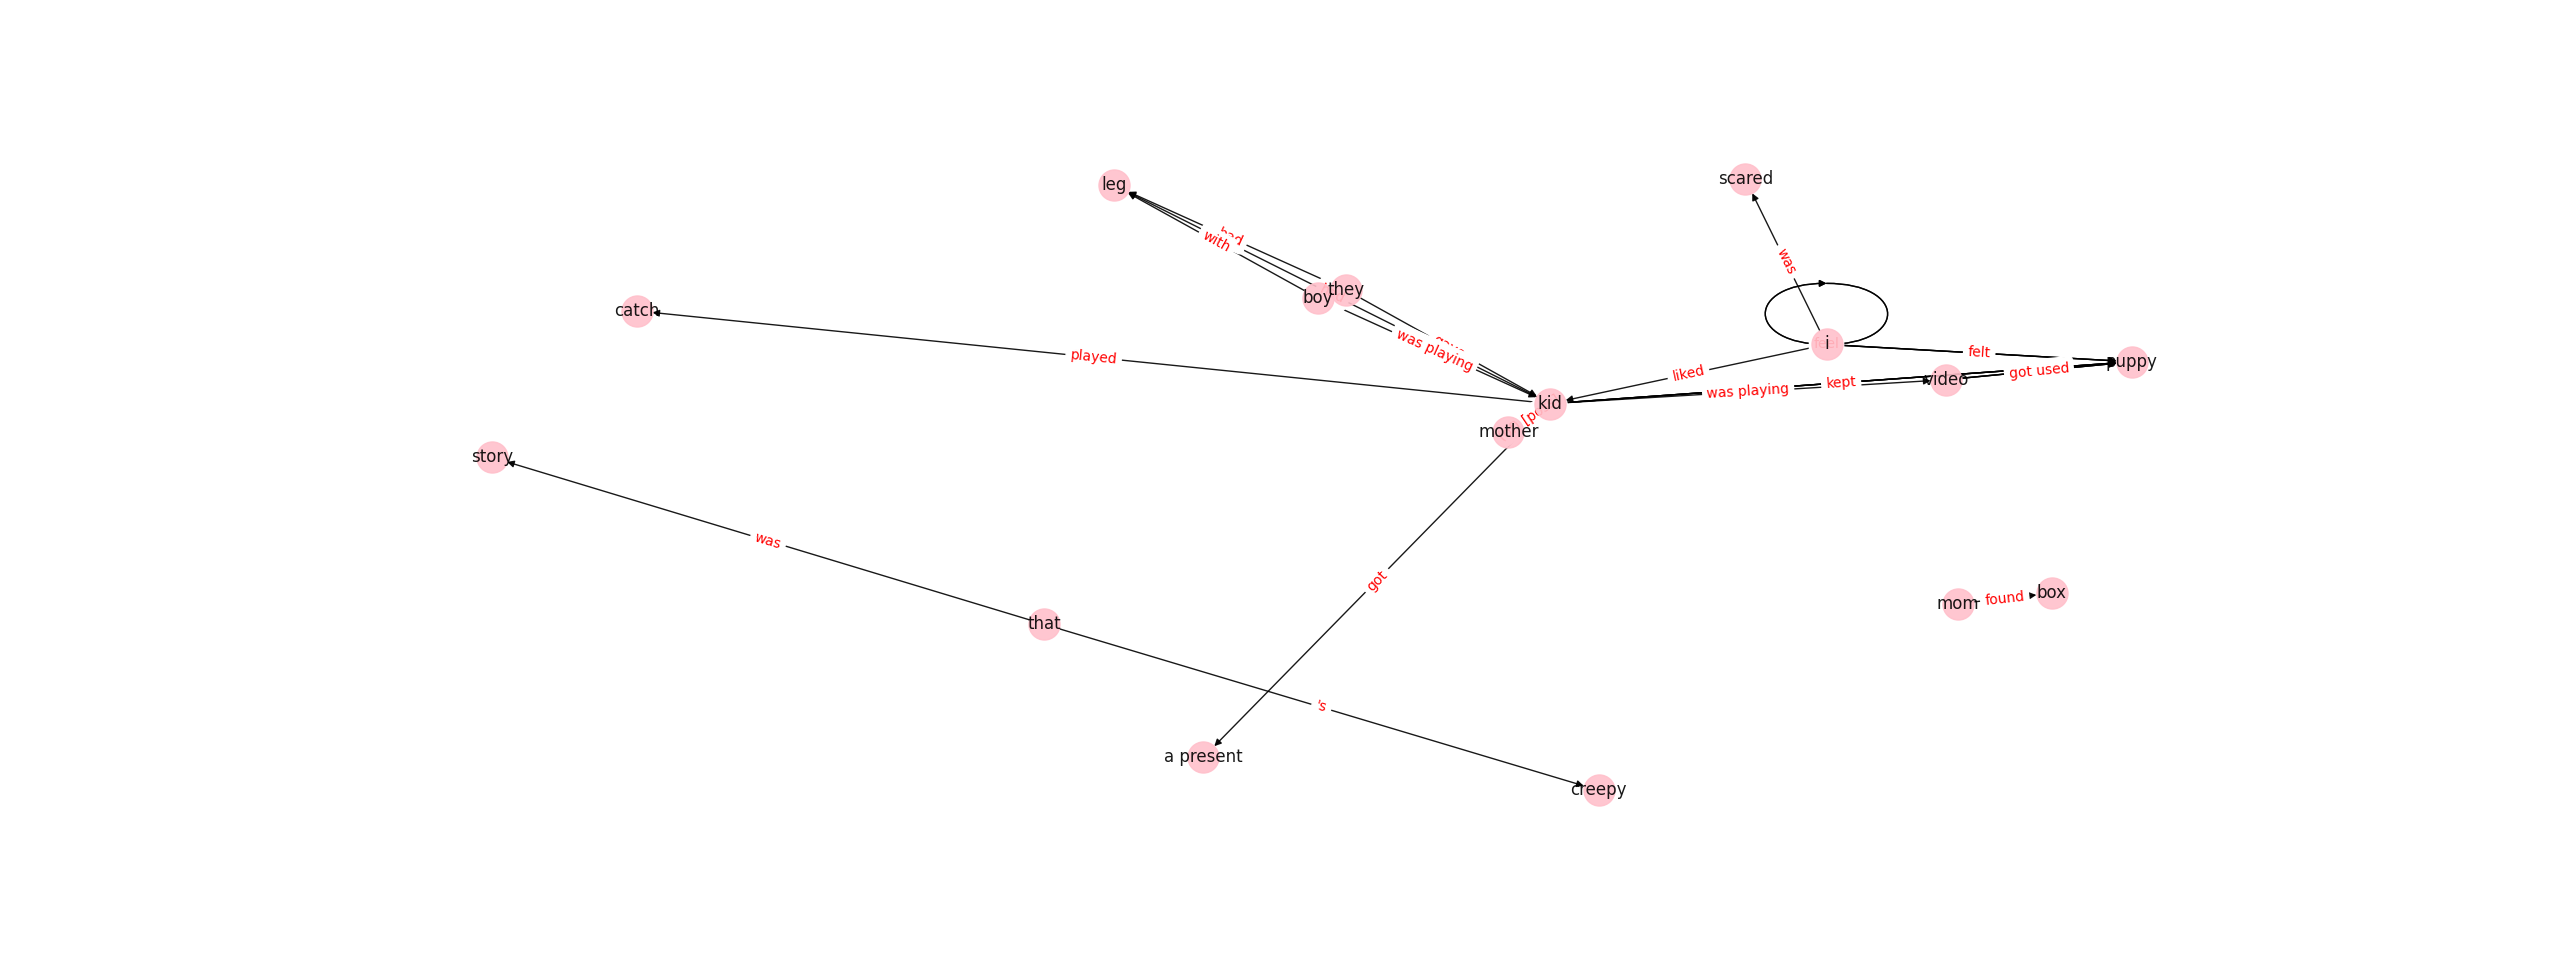 scared
leg
had
with
was
they
boy
catch
i
played
was playing
felt
puppy
liked
got used
video
kept
was playing
kid
mother
story
was
got
found
box
mom
that
's
a present
creepy